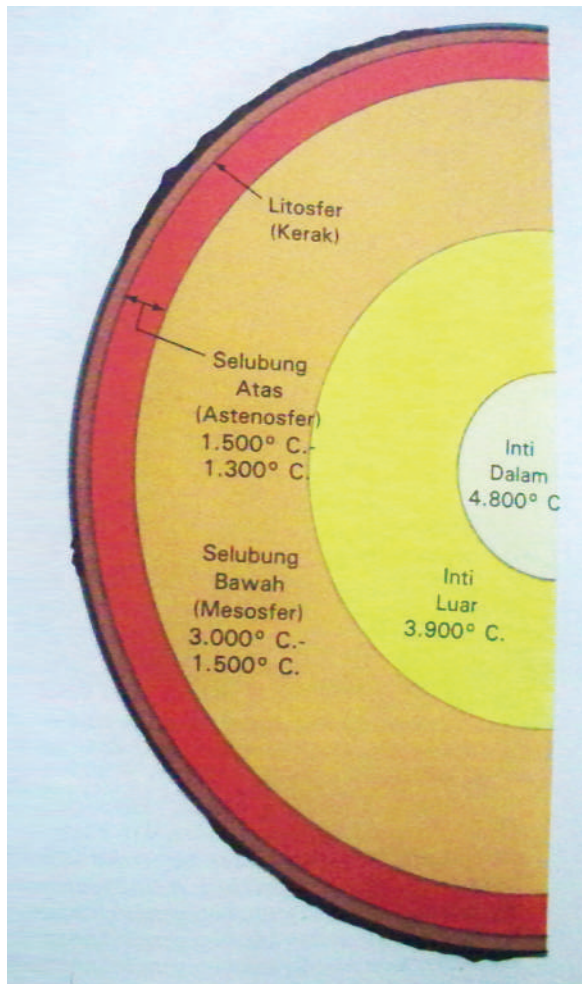 Litosfer
(Kerak)
Selubung
Atas
(Astenosfer)
1.500° C.-
1.300° C.
Selubung
Bawah
(Mesosfer)
3.000° C.-
1.500° C.
Inti
Dalam
4.800° C
Inti
Luar
3.900° C.